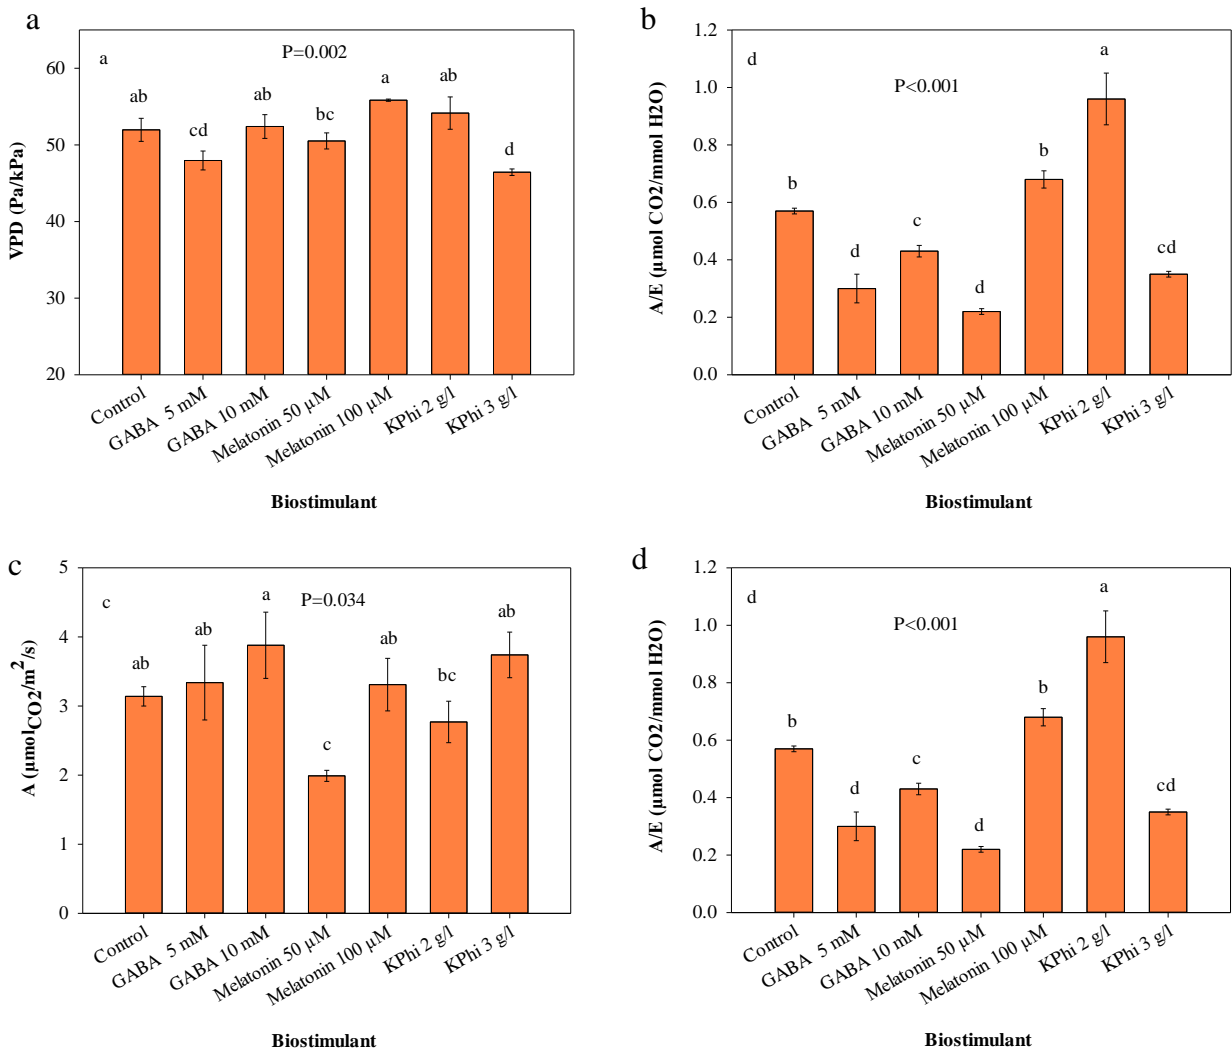 a
a
P=0.002
VPD (Pa/kPa)
60
50
40
30
20
ab
cd
ab
bc
a
ab
d
Control
GABA  5 mM
GABA 10 mM
Melatonin 50 µM
Melatonin 100 µM
KPhi 2 g/l
KPhi 3 g/l
Biostimulant
b
d
P<0.001
A/E (µmol CO2/mmol H2O)
1.2
1.0
0.8
0.6
0.4
0.2
0.0
b
d
c
d
b
a
cd
Control
GABA  5 mM
GABA 10 mM
Melatonin 50 µM
Melatonin 100 µM
KPhi 2 g/l
KPhi 3 g/l
Biostimulant
c
c
P=0.034
A (µmolCO2/m²/s)
5
4
3
2
1
0
ab
ab
a
c
ab
bc
ab
Control
GABA  5 mM
GABA 10 mM
Melatonin 50 µM
Melatonin 100 µM
KPhi 2 g/l
KPhi 3 g/l
Biostimulant
d
d
P<0.001
A/E (µmol CO2/mmol H2O)
1.2
1.0
0.8
0.6
0.4
0.2
0.0
b
d
c
d
b
a
cd
Control
GABA  5 mM
GABA 10 mM
Melatonin 50 µM
Melatonin 100 µM
KPhi 2 g/l
KPhi 3 g/l
Biostimulant